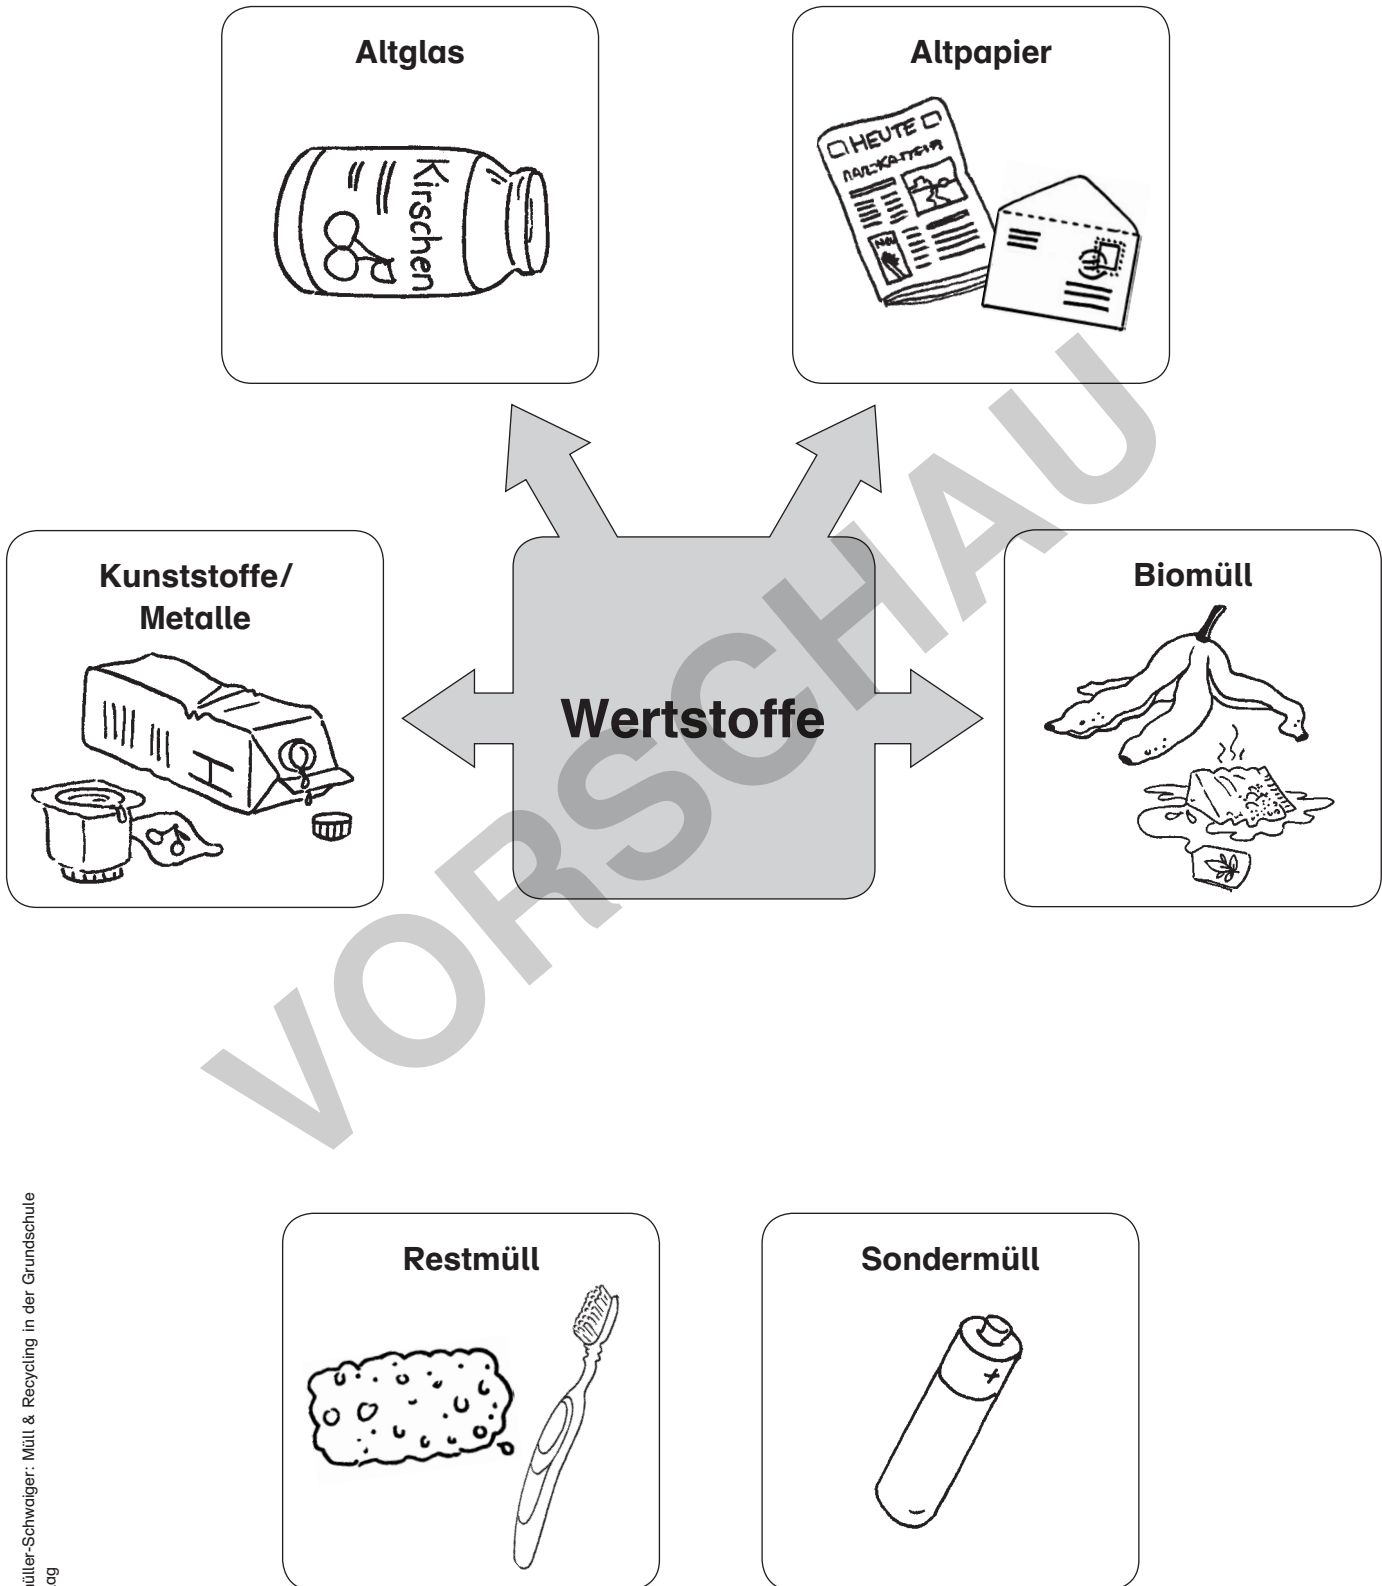 Altglas
Kirschen
Altpapier
HEUTE
Neu
Kunststoffe/
Metalle
H
Wertstoffe
Biomüll
VORSCHAU
Restmüll
Sondermüll
+
üller-Schwaiger: Müll & Recycling in der Grundschule
ag